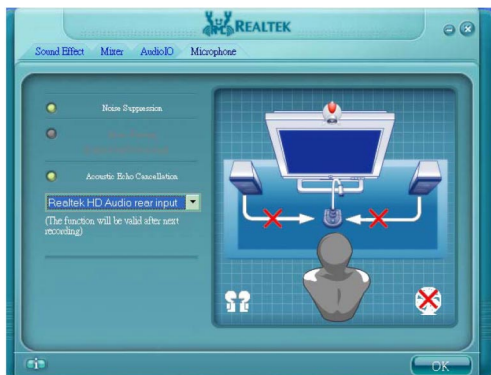 REALTEK
Sound Effect Mixer AudioIO Microphone
Noise Suppression
Acoustic Echo Cancellation
Realtek HD Audio rear input
(The function will be valid after next
recording)
OK